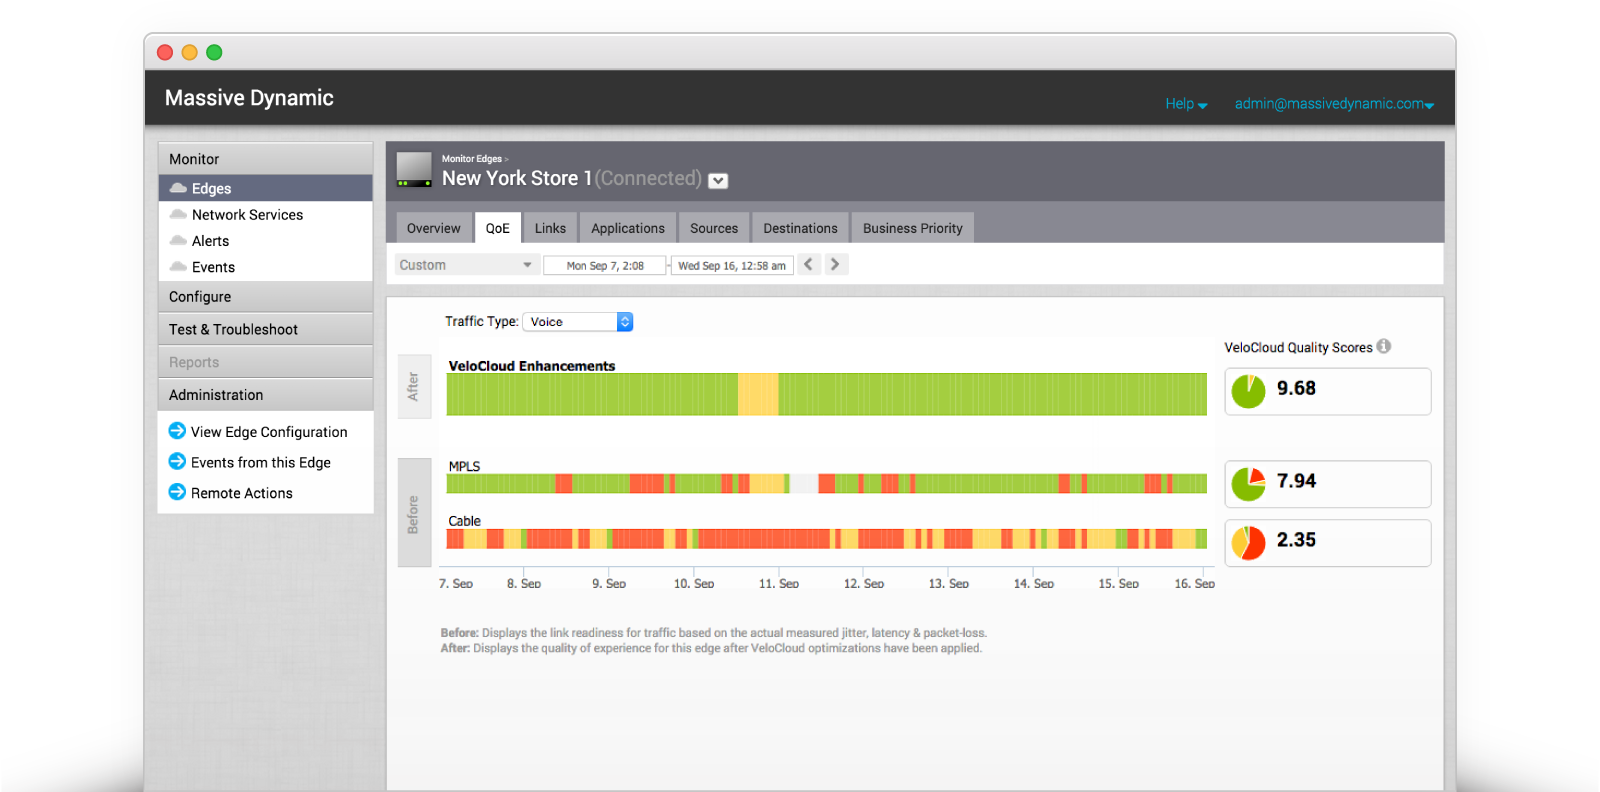 Massive Dynamic
Help
admin@massivedynamic.com
Monitor
Edges
Network Services
Alerts
Events
Configure
Test & Troubleshoot
Reports
Administration
View Edge Configuration
Events from this Edge
Remote Actions
Monitor Edges >
New York Store 1 (Connected)
Overview QoE Links Applications Sources Destinations Business Priority
Custom Mon Sep 7, 2:08 - Wed Sep 16, 12:58 am
Traffic Type: Voice
VeloCloud Quality Scores
After
VeloCloud Enhancements
9.68
Before
MPLS
7.94
Cable
2.35
7. Sep 8. Sep 9. Sep 10. Sep 11. Sep 12. Sep 13. Sep 14. Sep 15. Sep 16. Sep
Before: Displays the link readiness for traffic based on the actual measured jitter, latency & packet-loss.
After: Displays the quality of experience for this edge after VeloCloud optimizations have been applied.